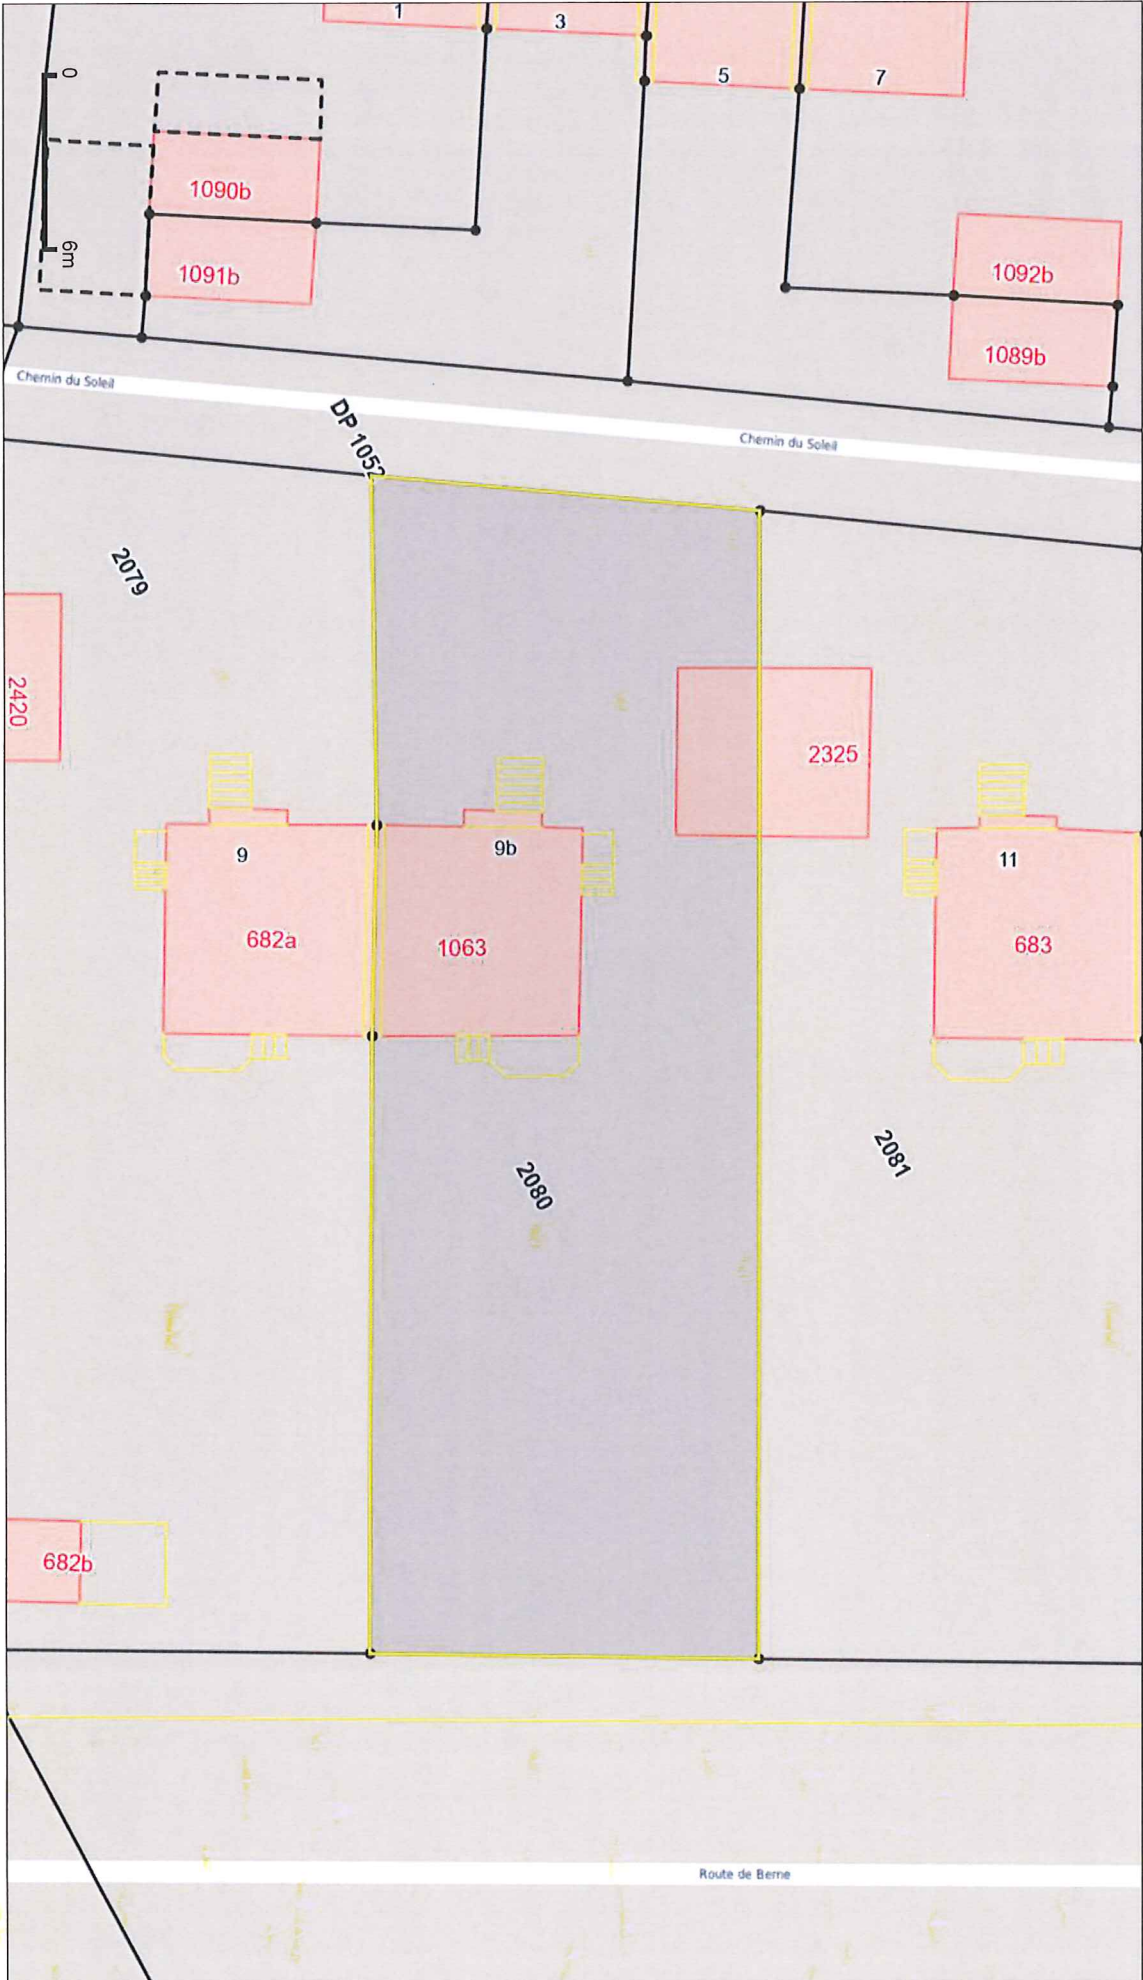 1
3
5
7
0
6m
1090b
1091b
1092b
1089b
Chemin du Soleil
Chemin du Soleil
DP 1052
2079
2420
2325
9
9b
11
682a
1063
683
2080
2081
682b
Route de Berne